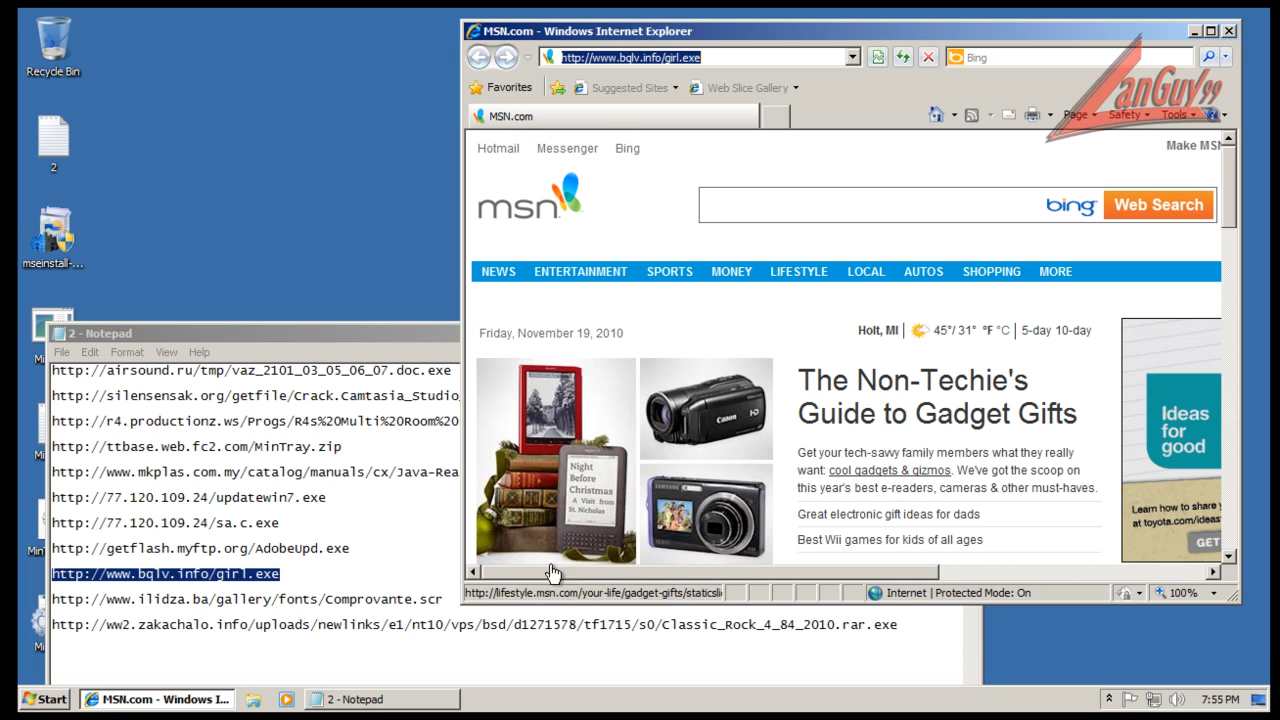 Recycle Bin
2
mseinstall-...
MSN.com - Windows Internet Explorer
http://www.bqlv.info/girl.exe
Bing
Favorites
Suggested Sites
Web Slice Gallery
anGuy99
MSN.com
Page
Safety
Tools
Hotmail Messenger Bing
Make MSN
msn
bing
Web Search
NEWS ENTERTAINMENT SPORTS MONEY LIFESTYLE LOCAL AUTOS SHOPPING MORE
Friday, November 19, 2010
Holt, MI
45°/ 31° °F °C
5-day 10-day
Canon
HD
SAMSUNG
Night
Before
Christmas
A Visit from
St. Nicholas
The Non-Techie's
Guide to Gadget Gifts
Get your tech-savvy family members what they really
want: cool gadgets & gizmos. We've got the scoop on
this year's best e-readers, cameras & other must-haves.
Great electronic gift ideas for dads
Best Wii games for kids of all ages
Ideas
for
good
Learn how to share
at toyota.com/ideas
GET
http://lifestyle.msn.com/your-life/gadget-gifts/staticsli
Internet | Protected Mode: On
100%
2 - Notepad
File Edit Format View Help
http://airsound.ru/tmp/vaz_2101_03_05_06_07.doc.exe
http://silensensak.org/getfile/Crack.Camtasia_Studio
http://r4.productionz.ws/Progs/R4s%20Multi%20Room%20
http://ttbase.web.fc2.com/MinTray.zip
http://www.mkplas.com.my/catalog/manuals/cx/Java-Rea
http://77.120.109.24/updatewin7.exe
http://77.120.109.24/sa.c.exe
http://getflash.myftp.org/AdobeUpd.exe
http://www.bqlv.info/girl.exe
http://www.ilidza.ba/gallery/fonts/Comprovante.scr
http://ww2.zakachalo.info/uploads/newlinks/e1/nt10/vps/bsd/d1271578/tf1715/s0/Classic_Rock_4_84_2010.rar.exe
Start
MSN.com - Windows I...
2 - Notepad
7:55 PM